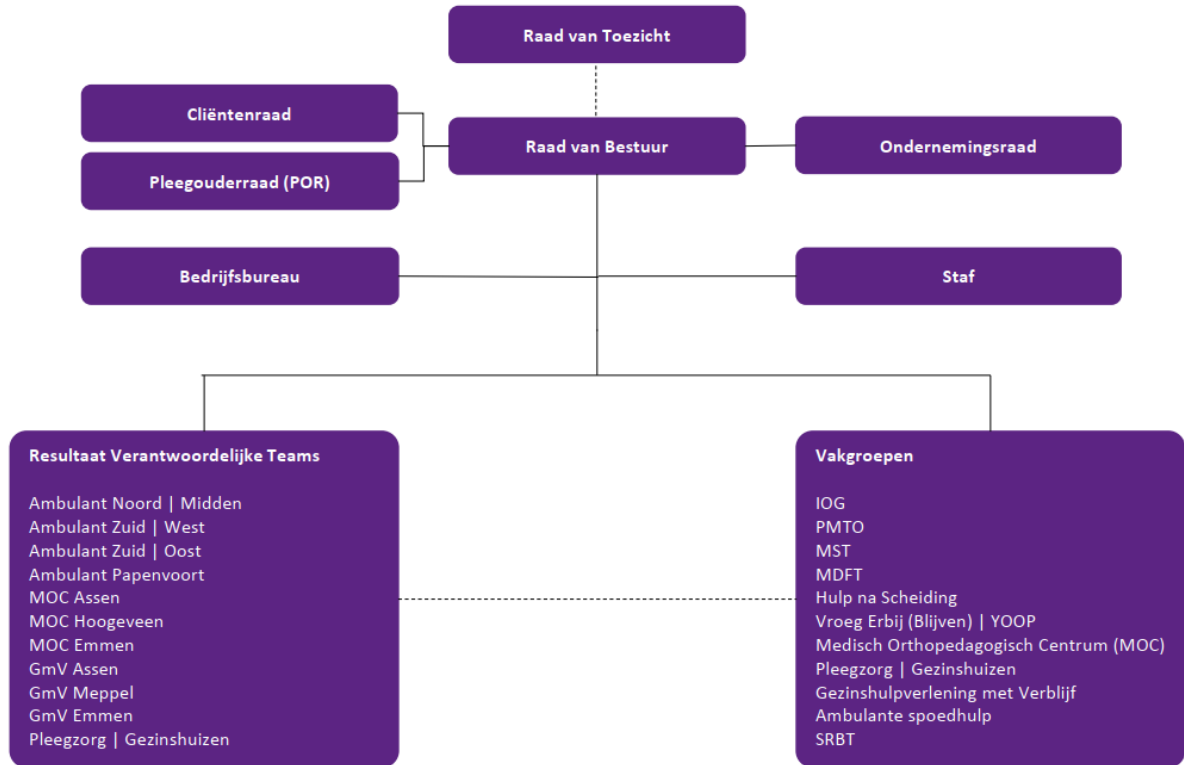 Raad van Toezicht
Cliëntenraad
Raad van Bestuur
Ondernemingsraad
Pleegouderraad (POR)
Bedrijfsbureau
Staf
Resultaat Verantwoordelijke Teams
Ambulant Noord | Midden
Ambulant Zuid | West
Ambulant Zuid | Oost
Ambulant Papenvoort
MOC Assen
MOC Hoogeveen
MOC Emmen
GmV Assen
GmV Meppel
GmV Emmen
Pleegzorg | Gezinshuizen
Vakgroepen
IOG
PMTO
MST
MDFT
Hulp na Scheiding
Vroeg Erbij (Blijven) | YOOP
Medisch Orthopedagogisch Centrum (MOC)
Pleegzorg | Gezinshuizen
Gezinshulpverlening met Verblijf
Ambulante spoedhulp
SRBT